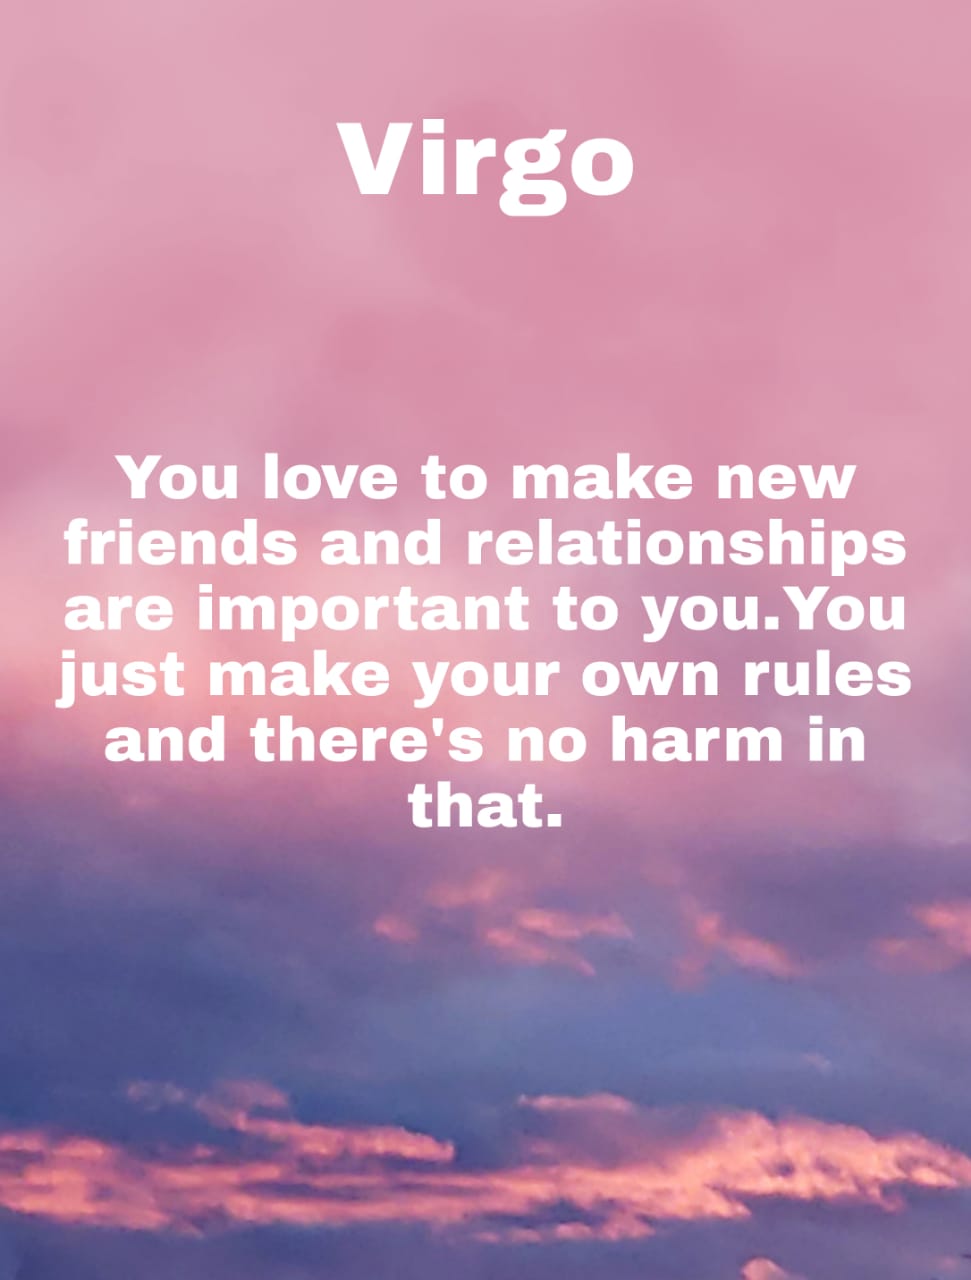 Virgo
You love to make new
friends and relationships
are important to you.You
just make your own rules
and there's no harm in
that.